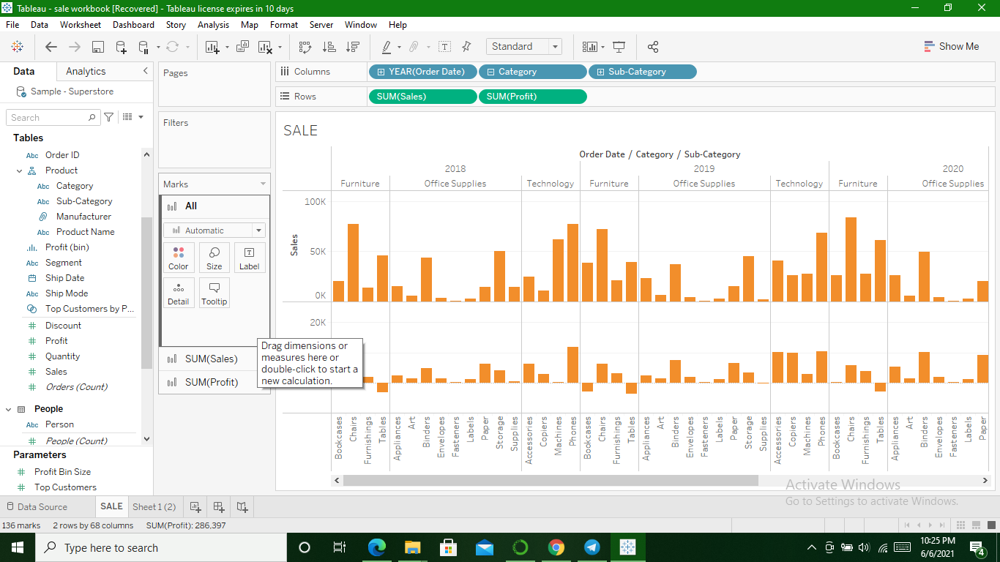 Tableau - sale workbook [Recovered] - Tableau license expires in 10 days
File Data Worksheet Dashboard Story Analysis Map Format Server Window Help
Standard
Show Me
Data Analytics
Sample - Superstore
Search
Tables
Abc Order ID
Product
Abc Category
Abc Sub-Category
Manufacturer
Abc Product Name
Profit (bin)
Abc Segment
Ship Date
Abc Ship Mode
Top Customers by P...
# Discount
# Profit
# Quantity
# Sales
# Orders (Count)
People
Abc Person
# People (Count)
Parameters
# Profit Bin Size
# Top Customers
Pages
Filters
Marks
All
Automatic
Color Size Label
Detail Tooltip
SUM(Sales)
SUM(Profit)
Drag dimensions or
measures here or
double-click to start a
new calculation.
Columns YEAR(Order Date) Category Sub-Category
Rows SUM(Sales) SUM(Profit)
SALE
Order Date / Category / Sub-Category
2018 2019 2020
Furniture Office Supplies Technology Furniture Office Supplies Technology Furniture Office Supplies
100K
50K
0K
Sales
20K
Bookcases Chairs Furnishings Tables Appliances Art Binders Envelopes Fasteners Labels Paper Storage Supplies Accessories Copiers Machines Phones Bookcases Chairs Furnishings Tables Appliances Art Binders Envelopes Fasteners Labels Paper Storage Supplies Accessories Copiers Machines Phones Bookcases Chairs Furnishings Tables Appliances Art Binders Envelopes Fasteners Labels Paper
Activate Windows
Go to Settings to activate Windows.
Data Source SALE Sheet 1 (2)
136 marks 2 rows by 68 columns SUM(Profit): 286,397
Type here to search
10:25 PM
6/6/2021
4